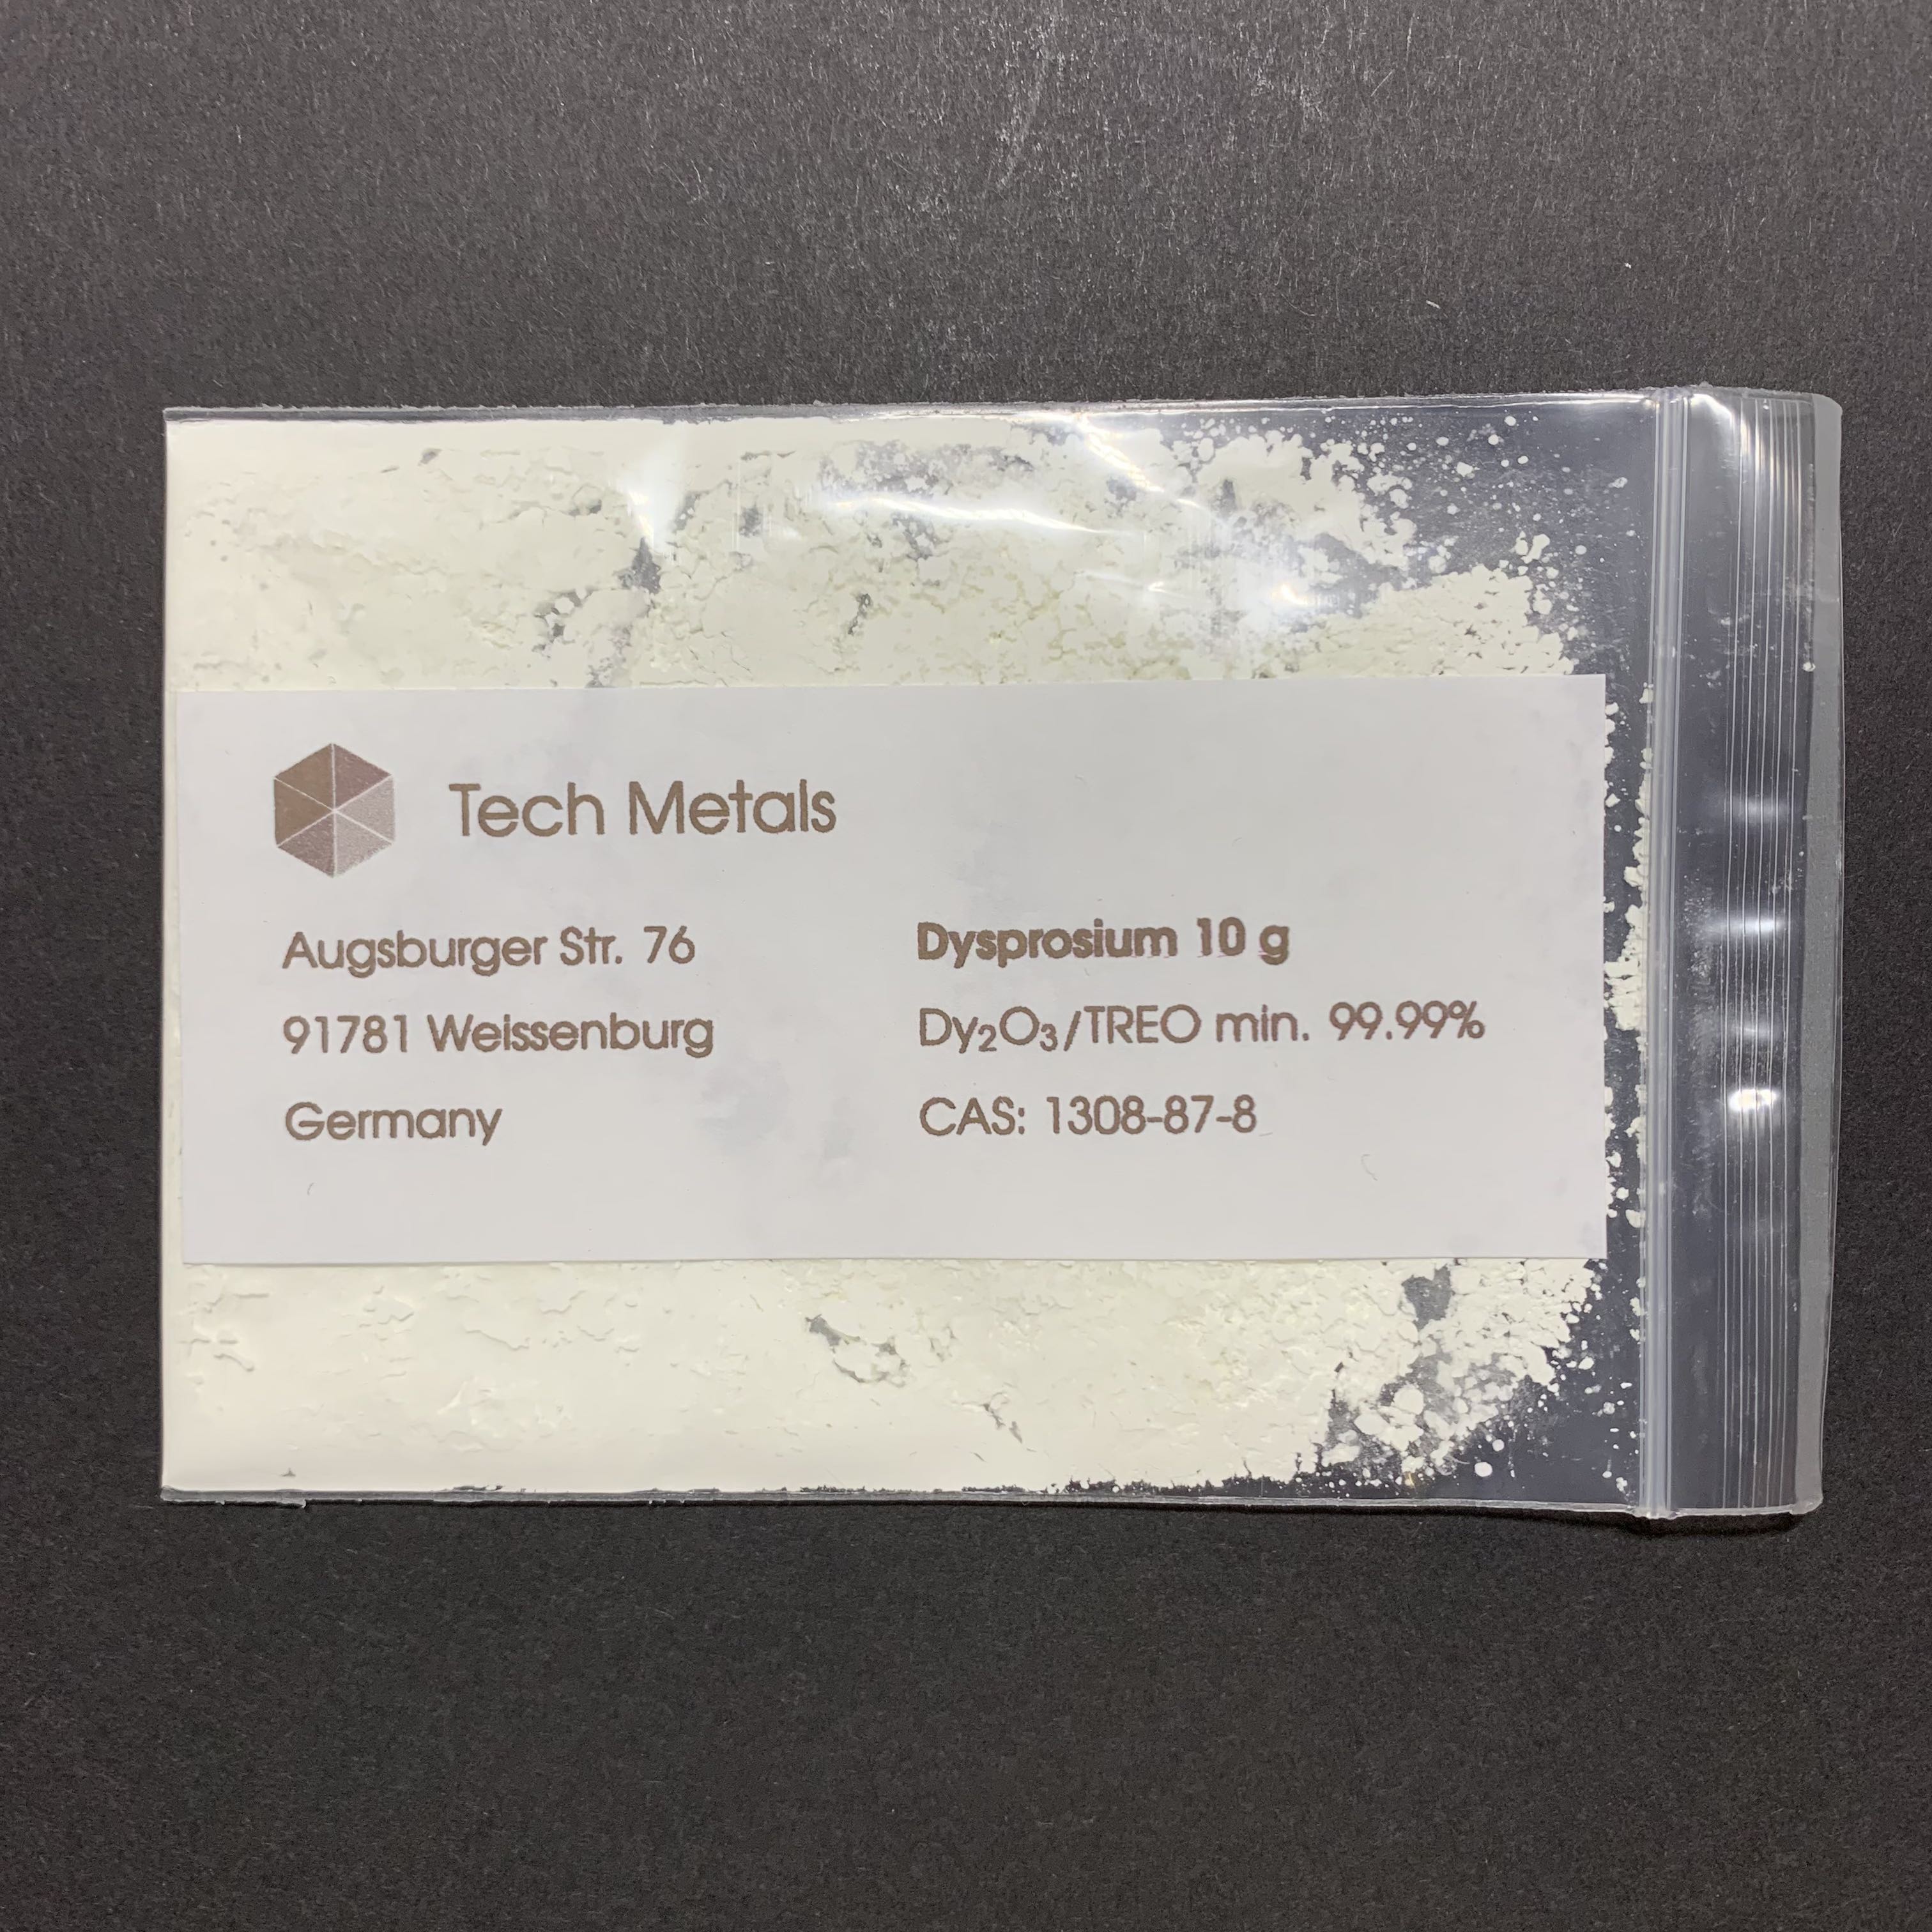 Tech Metals
Augsburger Str. 76
91781 Weissenburg
Germany
Dysprosium 10 g
Dy₂O₃/TREO min. 99.99%
CAS: 1308-87-8